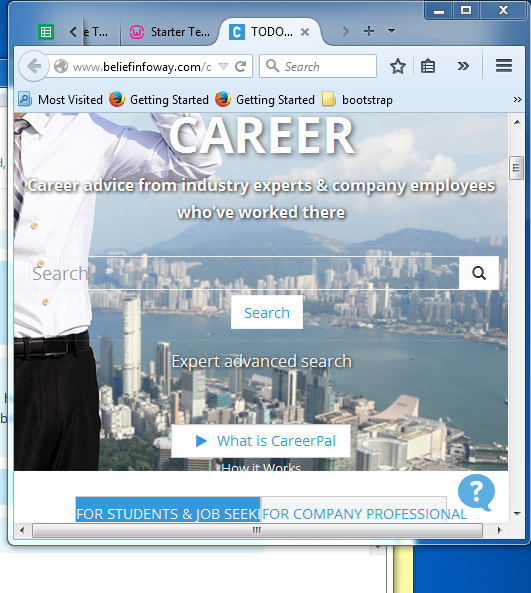 e T...
Starter Te...
TODO...
www.beliefinfoway.com/c
Search
Most Visited
Getting Started
Getting Started
bootstrap
CAREER
Career advice from industry experts & company employees
who've worked there
Search
Search
Expert advanced search
What is CareerPal
How it Works
FOR STUDENTS & JOB SEEK
FOR COMPANY PROFESSIONAL